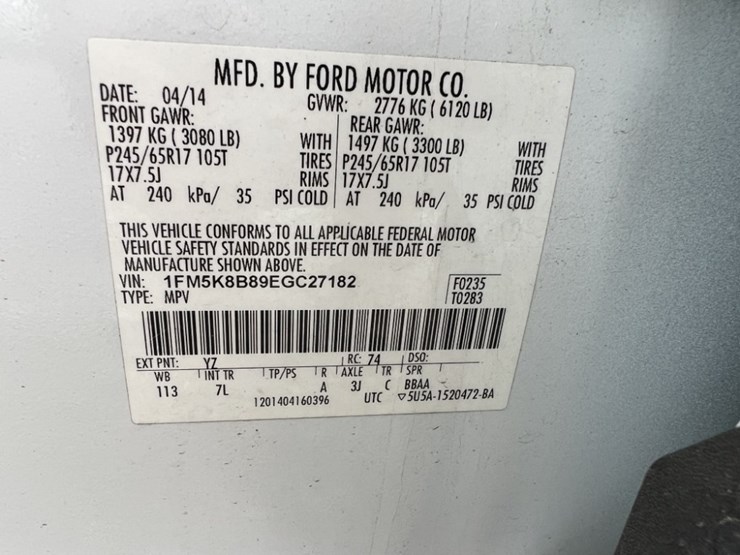 MFD. BY FORD MOTOR CO.
DATE: 04/14 GVWR: 2776 KG ( 6120 LB)
FRONT GAWR: REAR GAWR:
1397 KG ( 3080 LB) WITH 1497 KG ( 3300 LB) WITH
P245/65R17 105T TIRES P245/65R17 105T TIRES
17X7.5J RIMS 17X7.5J RIMS
AT 240 kPa/ 35 PSI COLD AT 240 kPa/ 35 PSI COLD
THIS VEHICLE CONFORMS TO ALL APPLICABLE FEDERAL MOTOR
VEHICLE SAFETY STANDARDS IN EFFECT ON THE DATE OF
MANUFACTURE SHOWN ABOVE.
VIN: 1FM5K8B89EGC27182 F0235
TYPE: MPV T0283
EXT PNT: YZ RC: 74 DSO:
WB INT TR TP/PS R AXLE TR SPR
113 7L A 3J C BBAA
1201404160396 UTC ▽5U5A-1520472-BA